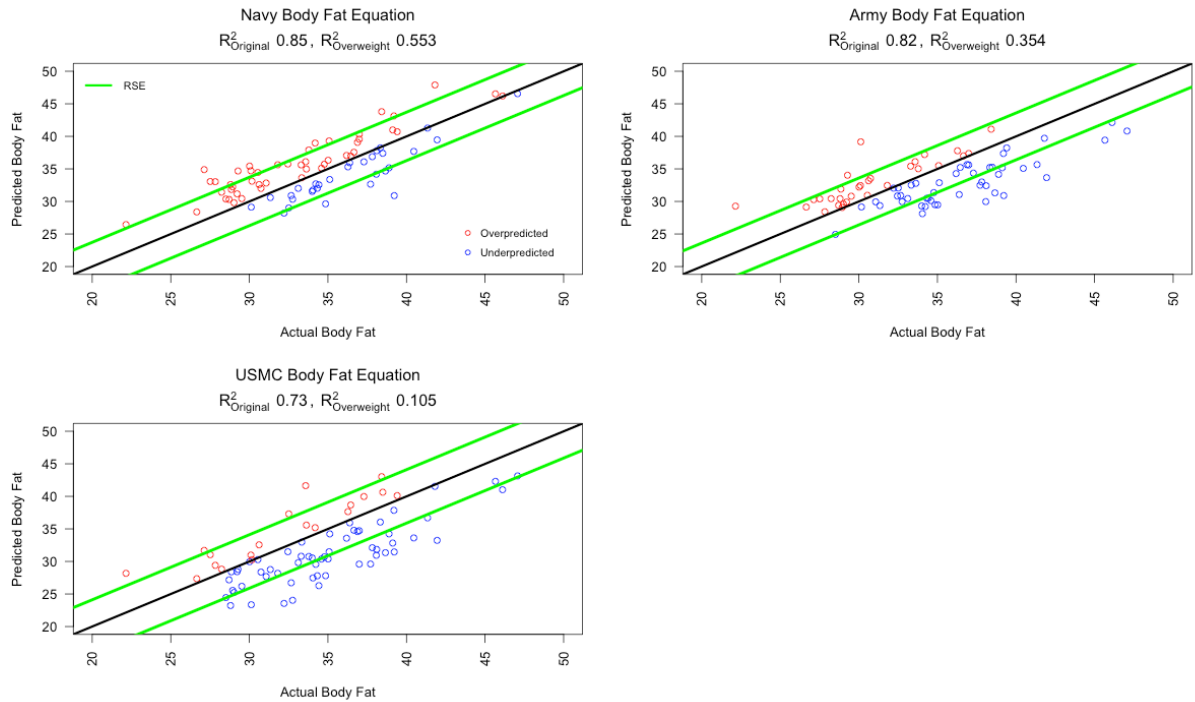 Navy Body Fat Equation
R²Original 0.85, R²Overweight 0.553
Predicted Body Fat
50
45
40
35
30
25
20
RSE
Overpredicted
Underpredicted
20 25 30 35 40 45 50
Actual Body Fat
Army Body Fat Equation
R²Original 0.82, R²Overweight 0.354
Predicted Body Fat
50
45
40
35
30
25
20
20 25 30 35 40 45 50
Actual Body Fat
USMC Body Fat Equation
R²Original 0.73, R²Overweight 0.105
Predicted Body Fat
50
45
40
35
30
25
20
20 25 30 35 40 45 50
Actual Body Fat